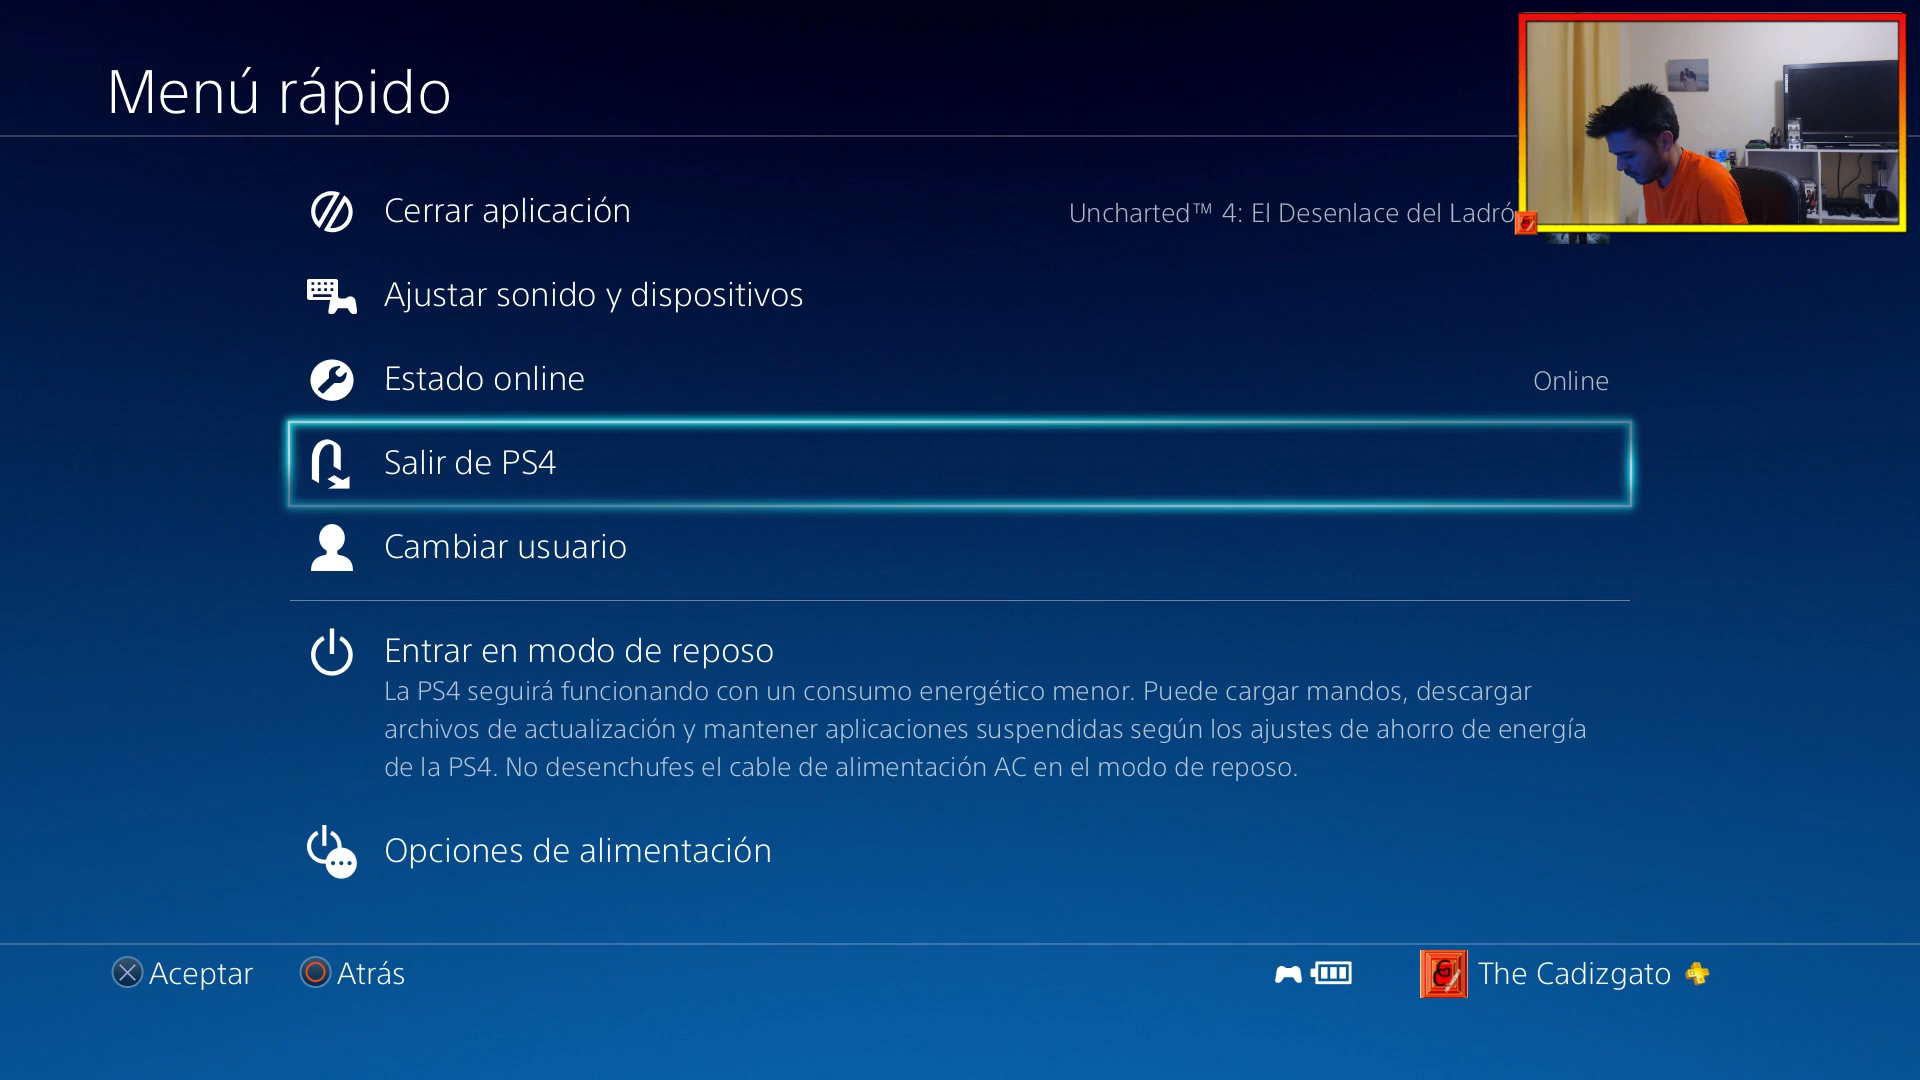 Menú rápido
Cerrar aplicación
Uncharted™ 4: El Desenlace del Ladró
Ajustar sonido y dispositivos
Estado online
Online
Salir de PS4
Cambiar usuario
Entrar en modo de reposo
La PS4 seguirá funcionando con un consumo energético menor. Puede cargar mandos, descargar
archivos de actualización y mantener aplicaciones suspendidas según los ajustes de ahorro de energía
de la PS4. No desenchufes el cable de alimentación AC en el modo de reposo.
Opciones de alimentación
Aceptar
Atrás
The Cadizgato